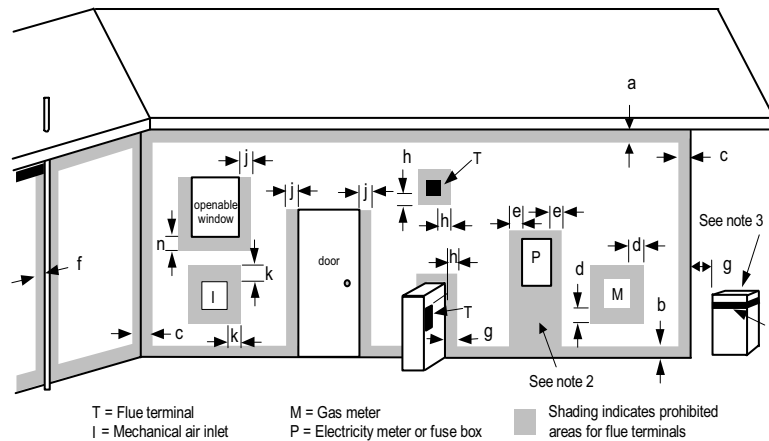 a
c
h
T
j
openable
window
j
j
h
e
e
See note 3
n
door
P
d
f
k
h
d
g
I
M
T
b
c
k
g
See note 2
T = Flue terminal
M = Gas meter
Shading indicates prohibited
areas for flue terminals
I = Mechanical air inlet
P = Electricity meter or fuse box